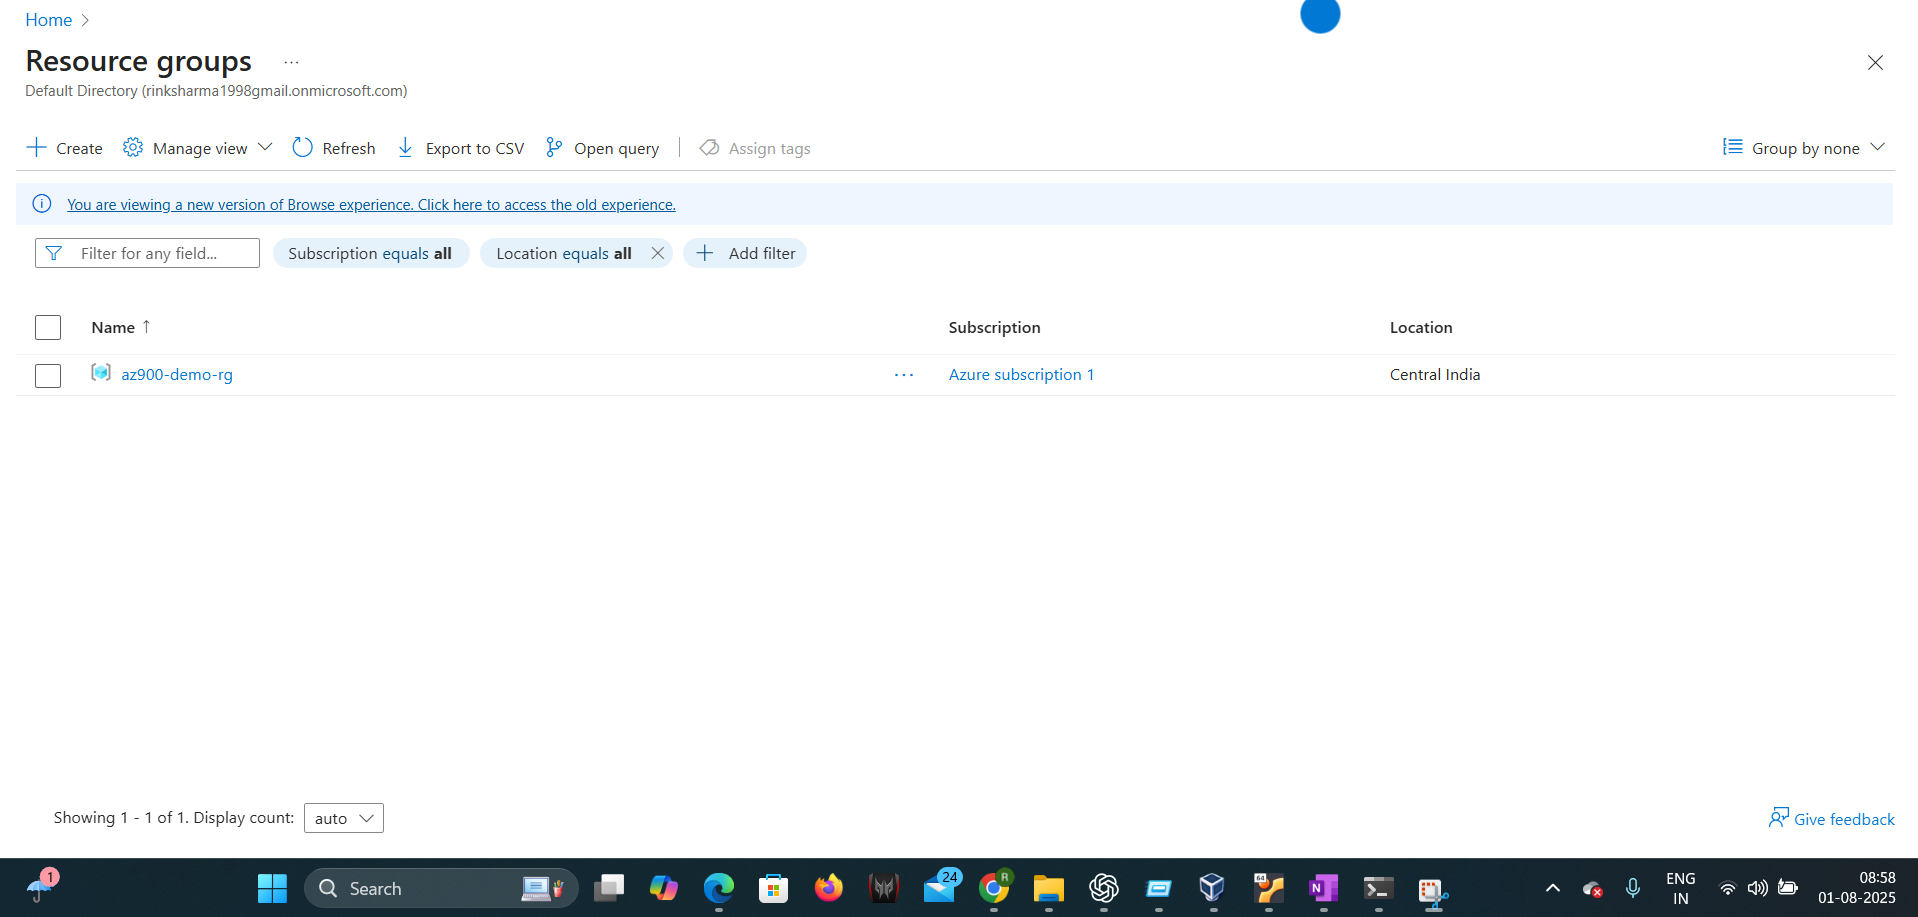 Home
Resource groups ...
Default Directory (rinksharma1998gmail.onmicrosoft.com)
Create Manage view Refresh Export to CSV Open query Assign tags Group by none
You are viewing a new version of Browse experience. Click here to access the old experience.
Filter for any field... Subscription equals all Location equals all Add filter
Name ↑ Subscription Location
az900-demo-rg ... Azure subscription 1 Central India
Showing 1 - 1 of 1. Display count: auto
Give feedback
1 Search 24 R 64 N ENG 08:58
IN 01-08-2025